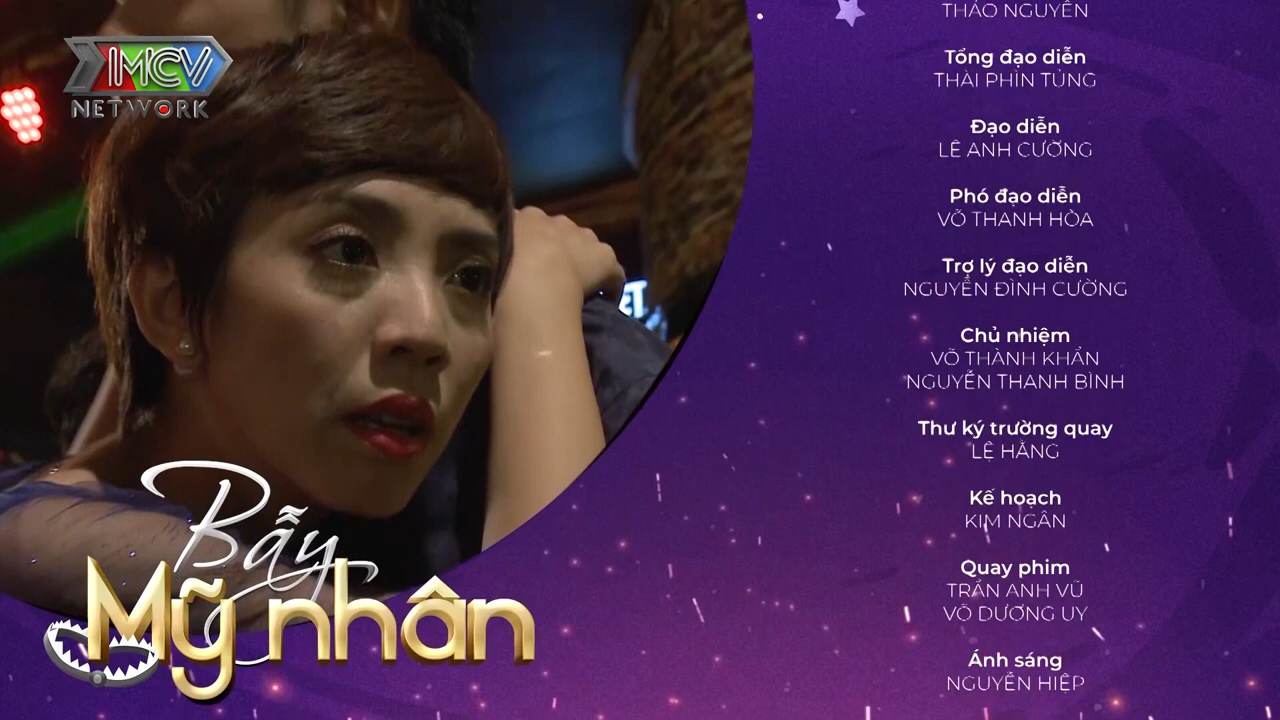 MCV
NETWORK
ET
Bẫy
Mỹ nhân
THẢO NGUYÊN
Tổng đạo diễn
THÁI PHIN TÙNG
Đạo diễn
LÊ ANH CƯỜNG
Phó đạo diễn
VÕ THANH HÒA
Trợ lý đạo diễn
NGUYỄN ĐÌNH CƯỜNG
Chủ nhiệm
VÕ THÀNH KHẨN
NGUYỄN THANH BÌNH
Thư ký trường quay
LỆ HẰNG
Kế hoạch
KIM NGÂN
Quay phim
TRẦN ANH VŨ
VÕ DƯƠNG UY
Ánh sáng
NGUYỄN HIỆP